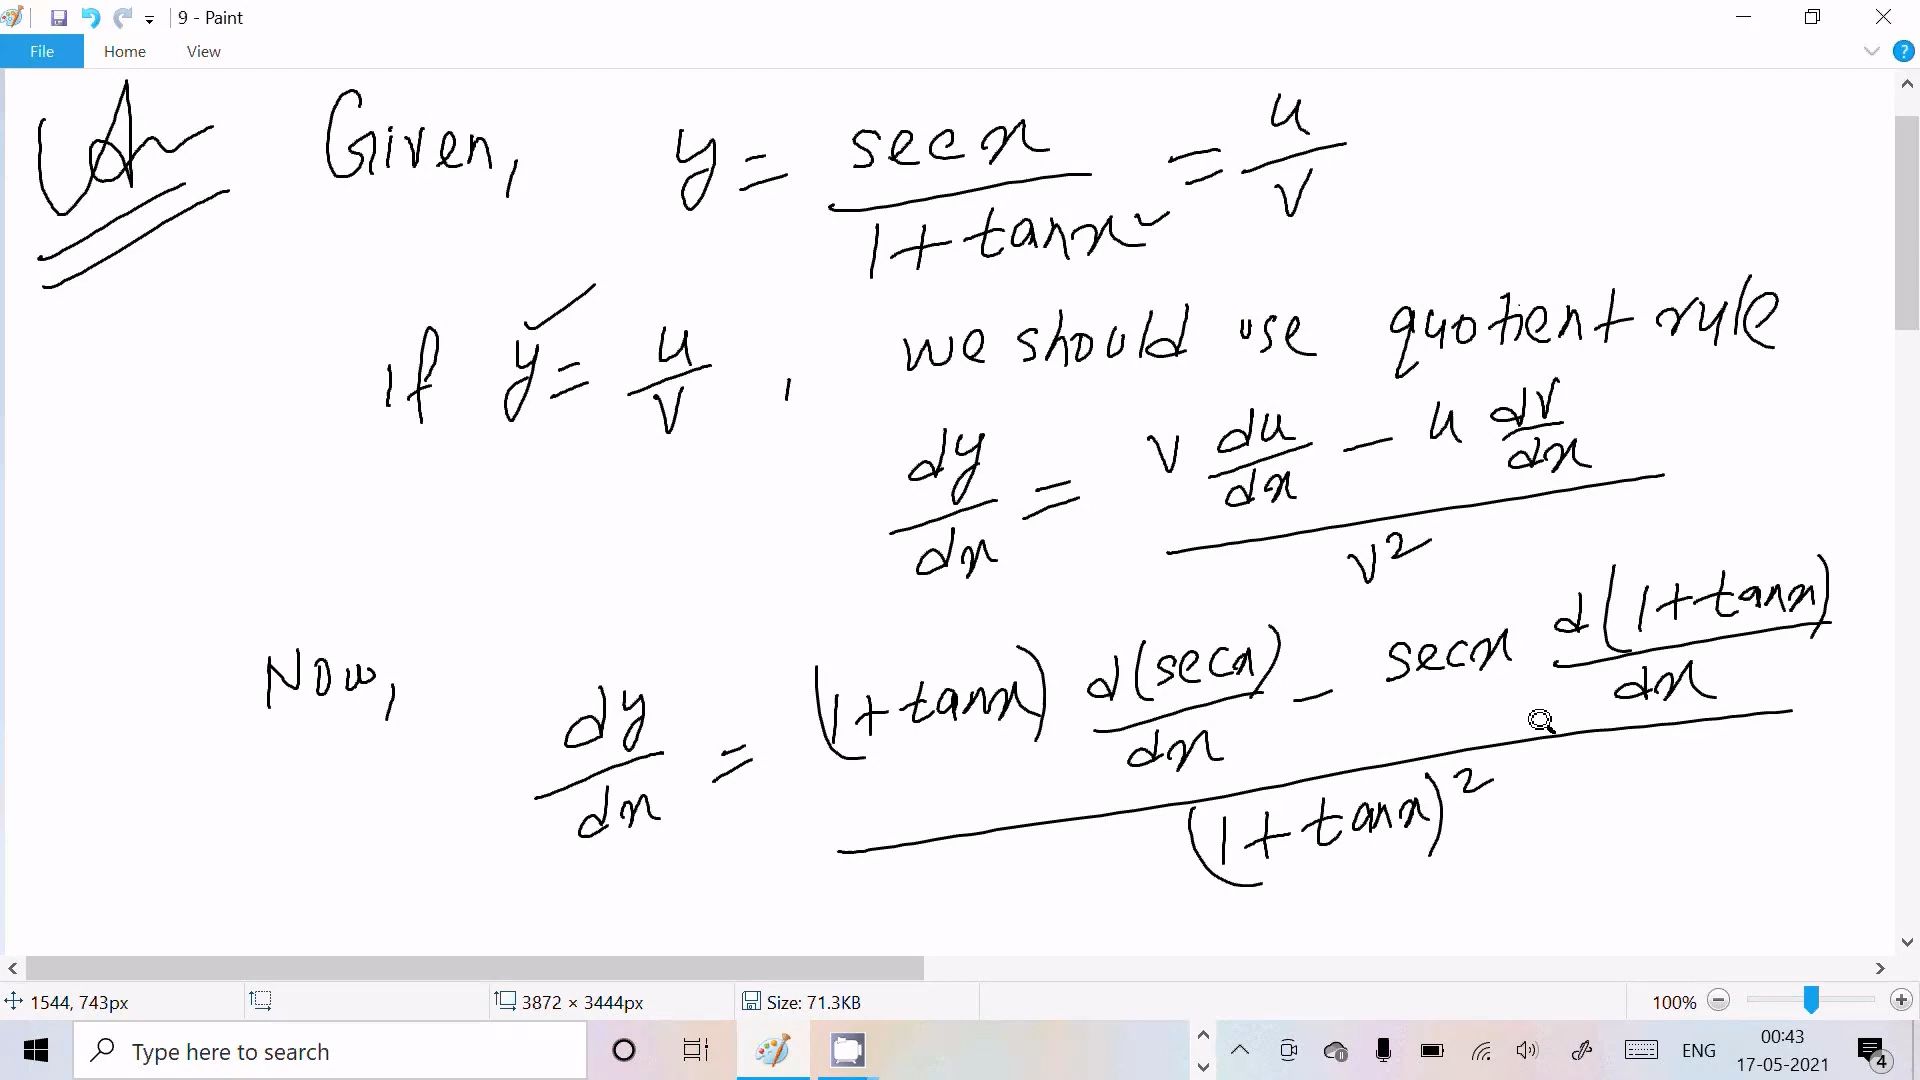 9 - Paint
File Home View
Given, y = secx / 1 + tanx = u / v
if y = u / v , we should use quotient rule
dy / dx = v du/dx - u dv/dx / v²
Now, dy / dx = (1 + tanx) d(secx)/dx - secx d(1 + tanx)/dx / (1 + tanx)²
1544, 743px 3872 × 3444px Size: 71.3KB 100%
Type here to search ENG 00:43
17-05-2021 4